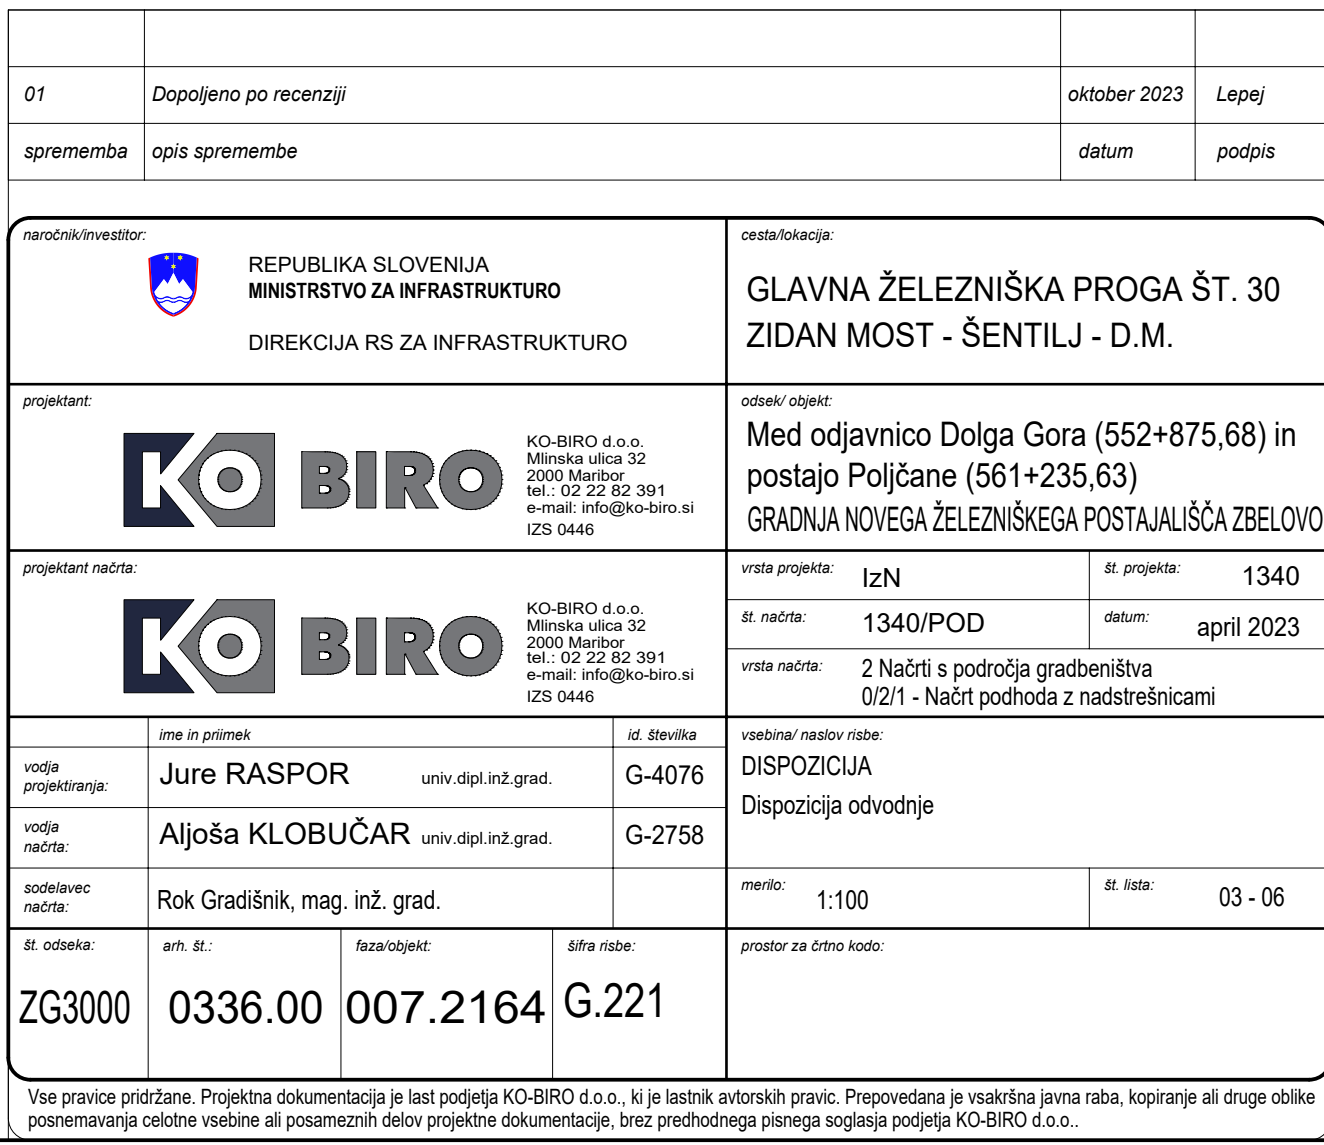 01 Dopoljeno po recenziji oktober 2023 Lepej
sprememba opis spremembe datum podpis
naročnik/investitor:
REPUBLIKA SLOVENIJA
MINISTRSTVO ZA INFRASTRUKTURO
DIREKCIJA RS ZA INFRASTRUKTURO
cesta/lokacija:
GLAVNA ŽELEZNIŠKA PROGA ŠT. 30
ZIDAN MOST - ŠENTILJ - D.M.
projektant:
KO BIRO
KO-BIRO d.o.o.
Mlinska ulica 32
2000 Maribor
tel.: 02 22 82 391
e-mail: info@ko-biro.si
IZS 0446
odsek/ objekt:
Med odjavnico Dolga Gora (552+875,68) in
postajo Poljčane (561+235,63)
GRADNJA NOVEGA ŽELEZNIŠKEGA POSTAJALIŠČA ZBELOVO
projektant načrta:
KO BIRO
KO-BIRO d.o.o.
Mlinska ulica 32
2000 Maribor
tel.: 02 22 82 391
e-mail: info@ko-biro.si
IZS 0446
vrsta projekta: IzN št. projekta: 1340
št. načrta: 1340/POD datum: april 2023
vrsta načrta: 2 Načrti s področja gradbeništva
0/2/1 - Načrt podhoda z nadstrešnicami
ime in priimek id. številka
vodja
projektiranja: Jure RASPOR univ.dipl.inž.grad. G-4076
vodja
načrta: Aljoša KLOBUČAR univ.dipl.inž.grad. G-2758
sodelavec
načrta: Rok Gradišnik, mag. inž. grad.
vsebina/ naslov risbe:
DISPOZICIJA
Dispozicija odvodnje
merilo: 1:100 št. lista: 03 - 06
št. odseka: arh. št.: faza/objekt: šifra risbe:
ZG3000 0336.00 007.2164 G.221
prostor za črtno kodo:
Vse pravice pridržane. Projektna dokumentacija je last podjetja KO-BIRO d.o.o., ki je lastnik avtorskih pravic. Prepovedana je vsakršna javna raba, kopiranje ali druge oblike
posnemavanja celotne vsebine ali posameznih delov projektne dokumentacije, brez predhodnega pisnega soglasja podjetja KO-BIRO d.o.o..